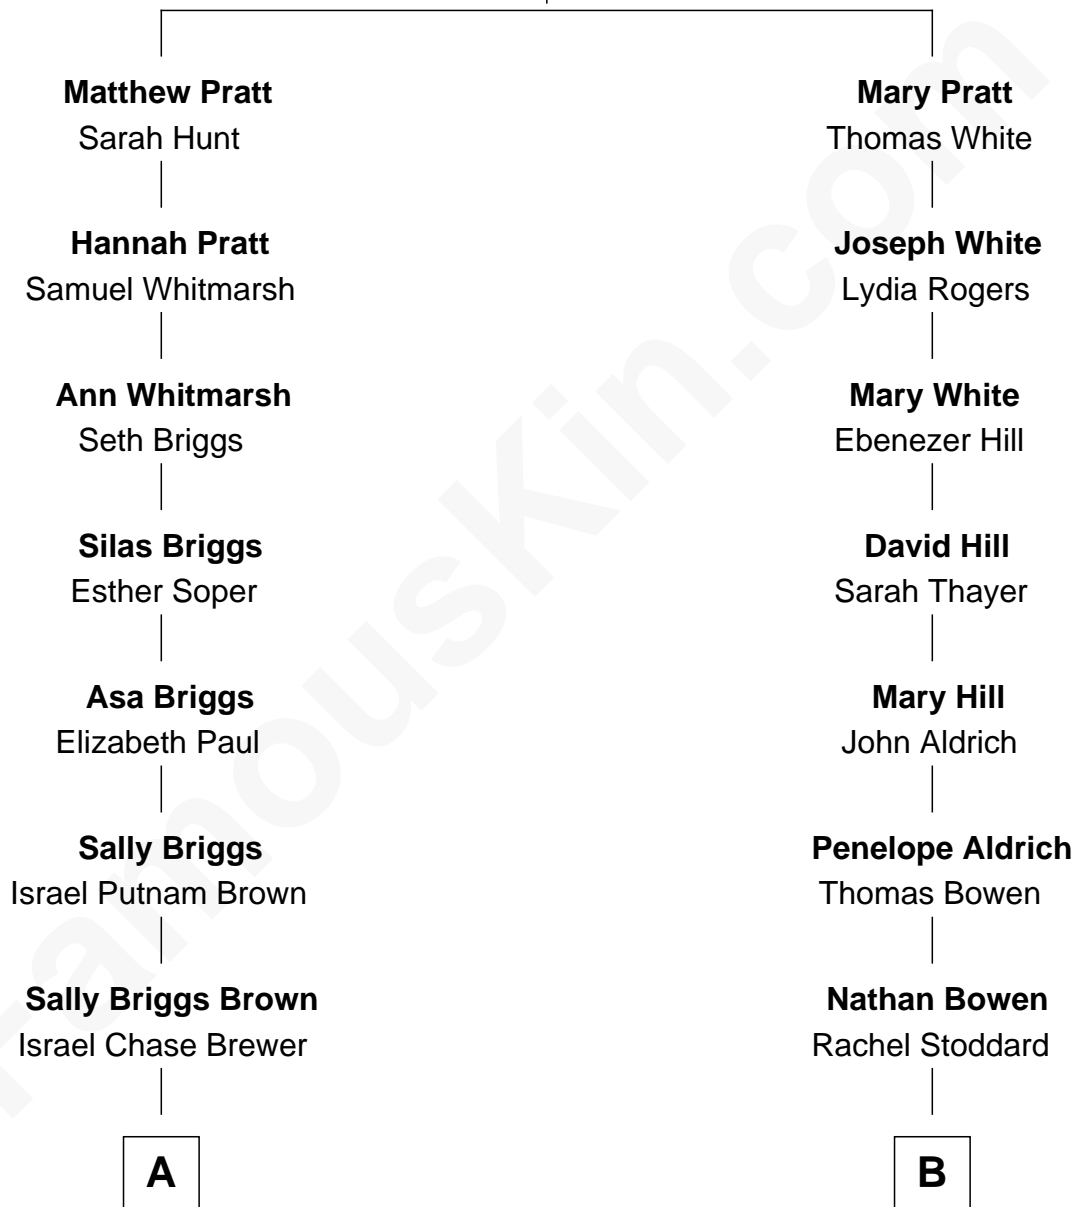 Matthew Pratt
Sarah Hunt
Hannah Pratt
Samuel Whitmarsh
Ann Whitmarsh
Seth Briggs
Silas Briggs
Esther Soper
Asa Briggs
Elizabeth Paul
Sally Briggs
Israel Putnam Brown
Sally Briggs Brown
Israel Chase Brewer
A
Mary Pratt
Thomas White
Joseph White
Lydia Rogers
Mary White
Ebenezer Hill
David Hill
Sarah Thayer
Mary Hill
John Aldrich
Penelope Aldrich
Thomas Bowen
Nathan Bowen
Rachel Stoddard
B
FamousKin.com